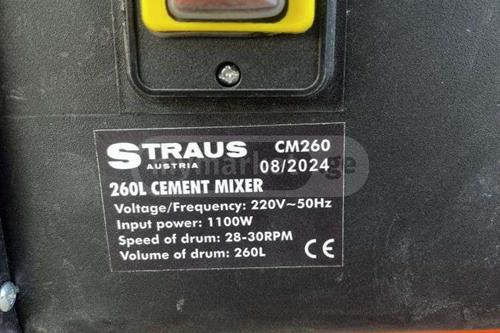 STRAUS CM260
AUSTRIA 08/2024
260L CEMENT MIXER
Voltage/Frequency: 220V~50Hz
Input power: 1100W
Speed of drum: 28-30RPM
Volume of drum: 260L CE